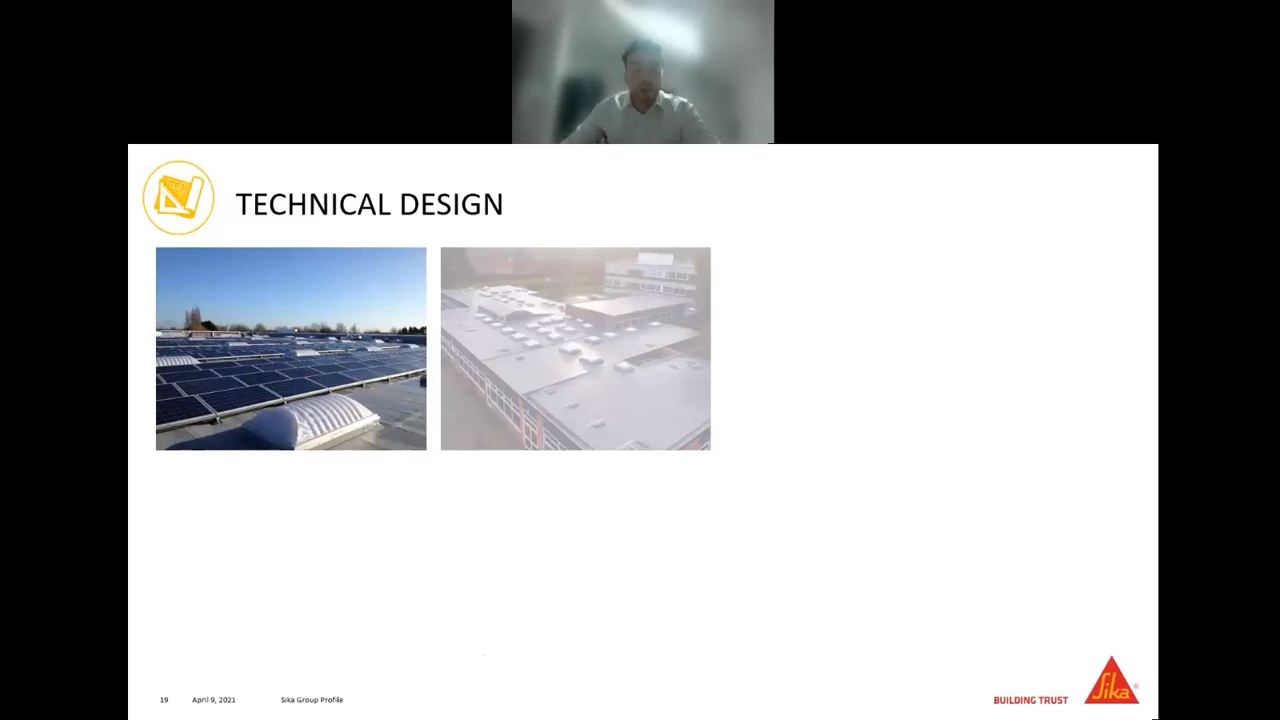 TECHNICAL DESIGN
19 April 9, 2021 Sika Group Profile
BUILDING TRUST
Sika®